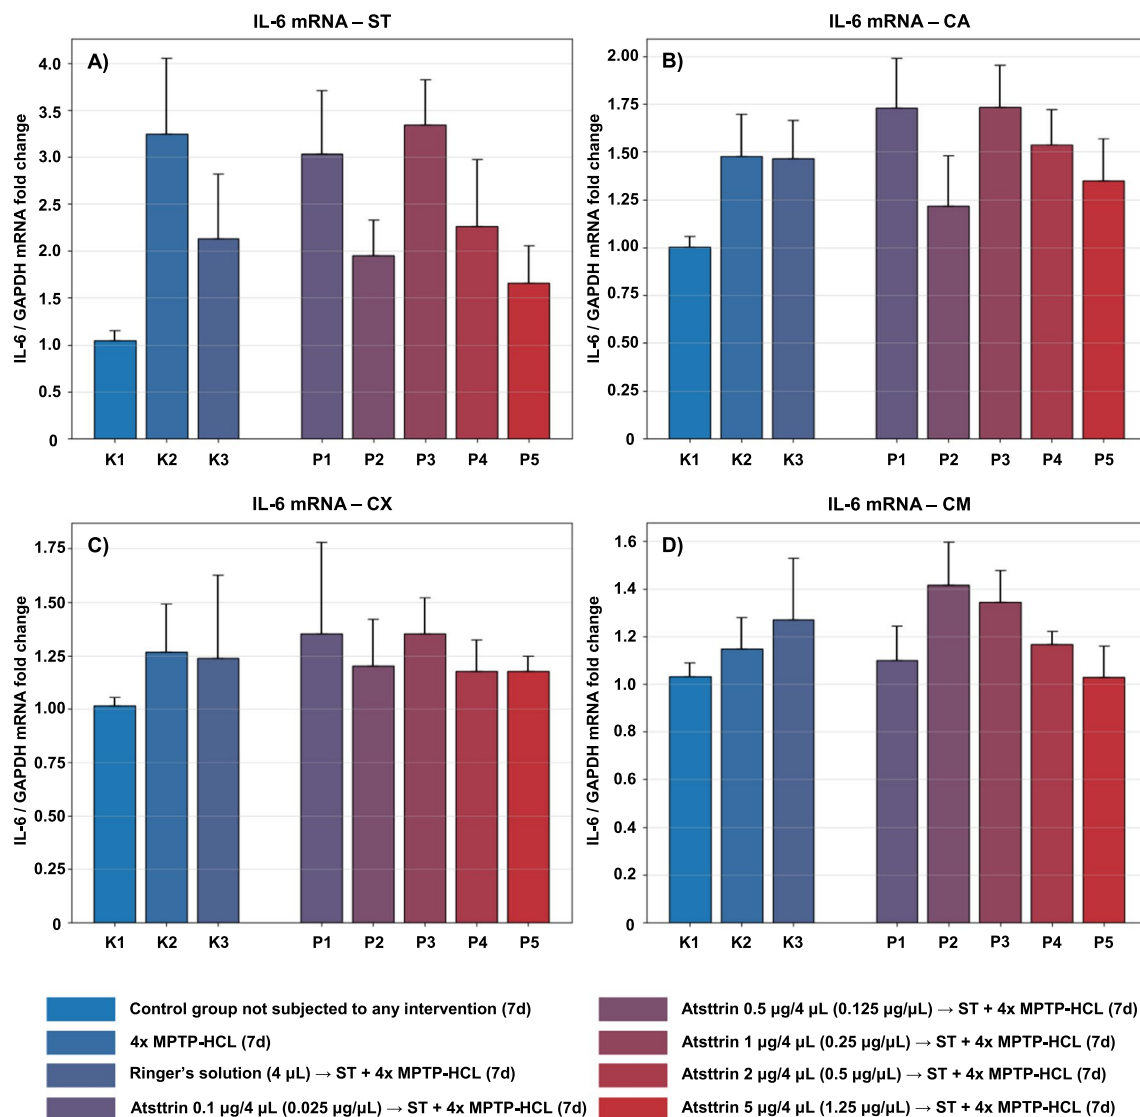 IL-6 mRNA – ST
A)
IL-6 / GAPDH mRNA fold change
4.0
3.5
3.0
2.5
2.0
1.5
1.0
0.5
0
K1 K2 K3 P1 P2 P3 P4 P5
IL-6 mRNA – CA
B)
IL-6 / GAPDH mRNA fold change
2.00
1.75
1.50
1.25
1.00
0.75
0.50
0.25
0
K1 K2 K3 P1 P2 P3 P4 P5
IL-6 mRNA – CX
C)
IL-6 / GAPDH mRNA fold change
1.75
1.50
1.25
1.00
0.75
0.50
0.25
0
K1 K2 K3 P1 P2 P3 P4 P5
IL-6 mRNA – CM
D)
IL-6 / GAPDH mRNA fold change
1.6
1.4
1.2
1.0
0.8
0.6
0.4
0.2
0
K1 K2 K3 P1 P2 P3 P4 P5
Control group not subjected to any intervention (7d)
4x MPTP-HCL (7d)
Ringer's solution (4 μL) → ST + 4x MPTP-HCL (7d)
Atsttrin 0.1 μg/4 μL (0.025 μg/μL) → ST + 4x MPTP-HCL (7d)
Atsttrin 0.5 μg/4 μL (0.125 μg/μL) → ST + 4x MPTP-HCL (7d)
Atsttrin 1 μg/4 μL (0.25 μg/μL) → ST + 4x MPTP-HCL (7d)
Atsttrin 2 μg/4 μL (0.5 μg/μL) → ST + 4x MPTP-HCL (7d)
Atsttrin 5 μg/4 μL (1.25 μg/μL) → ST + 4x MPTP-HCL (7d)